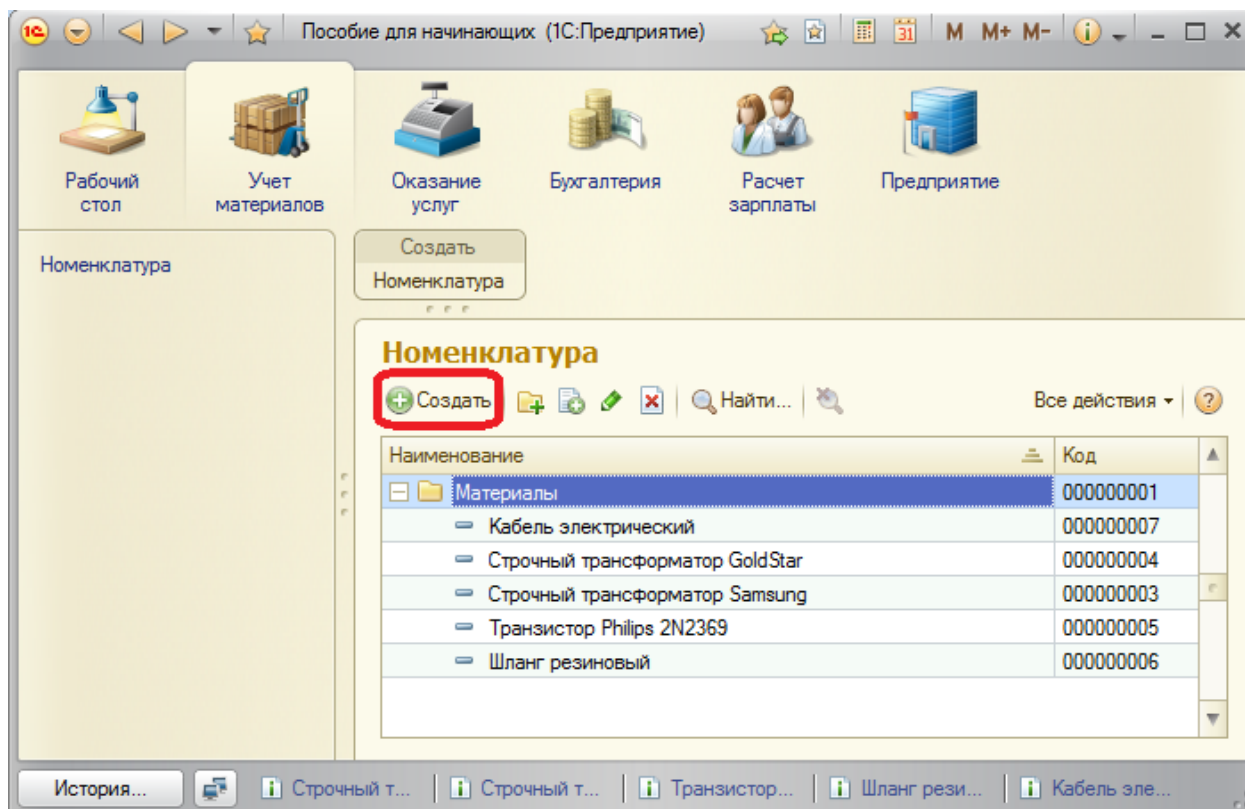 1С Пособие для начинающих (1С:Предприятие) 31 M M+ M-
Рабочий стол
Учет материалов
Оказание услуг
Бухгалтерия
Расчет зарплаты
Предприятие
Номенклатура
Создать
Номенклатура
Номенклатура
Создать Найти... Все действия ?
Наименование Код
Материалы 000000001
Кабель электрический 000000007
Строчный трансформатор GoldStar 000000004
Строчный трансформатор Samsung 000000003
Транзистор Philips 2N2369 000000005
Шланг резиновый 000000006
История... Строчный т... Строчный т... Транзистор... Шланг рези... Кабель эле...